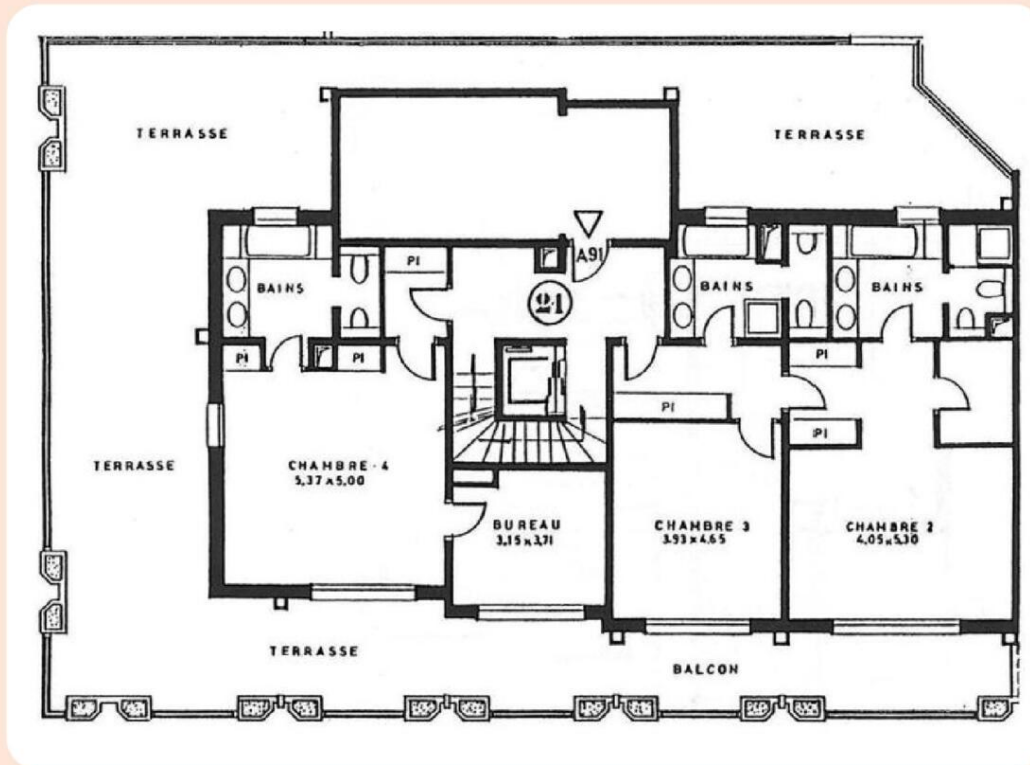 TERRASSE
TERRASSE
A91
PI
BAINS
BAINS
BAINS
21
PI
PI
PI
PI
PI
TERRASSE
CHAMBRE - 4
5,37 x 5,00
BUREAU
3,15 x 3,71
CHAMBRE 3
3.93 x 4,65
CHAMBRE 2
4,05 x 5,30
TERRASSE
BALCON